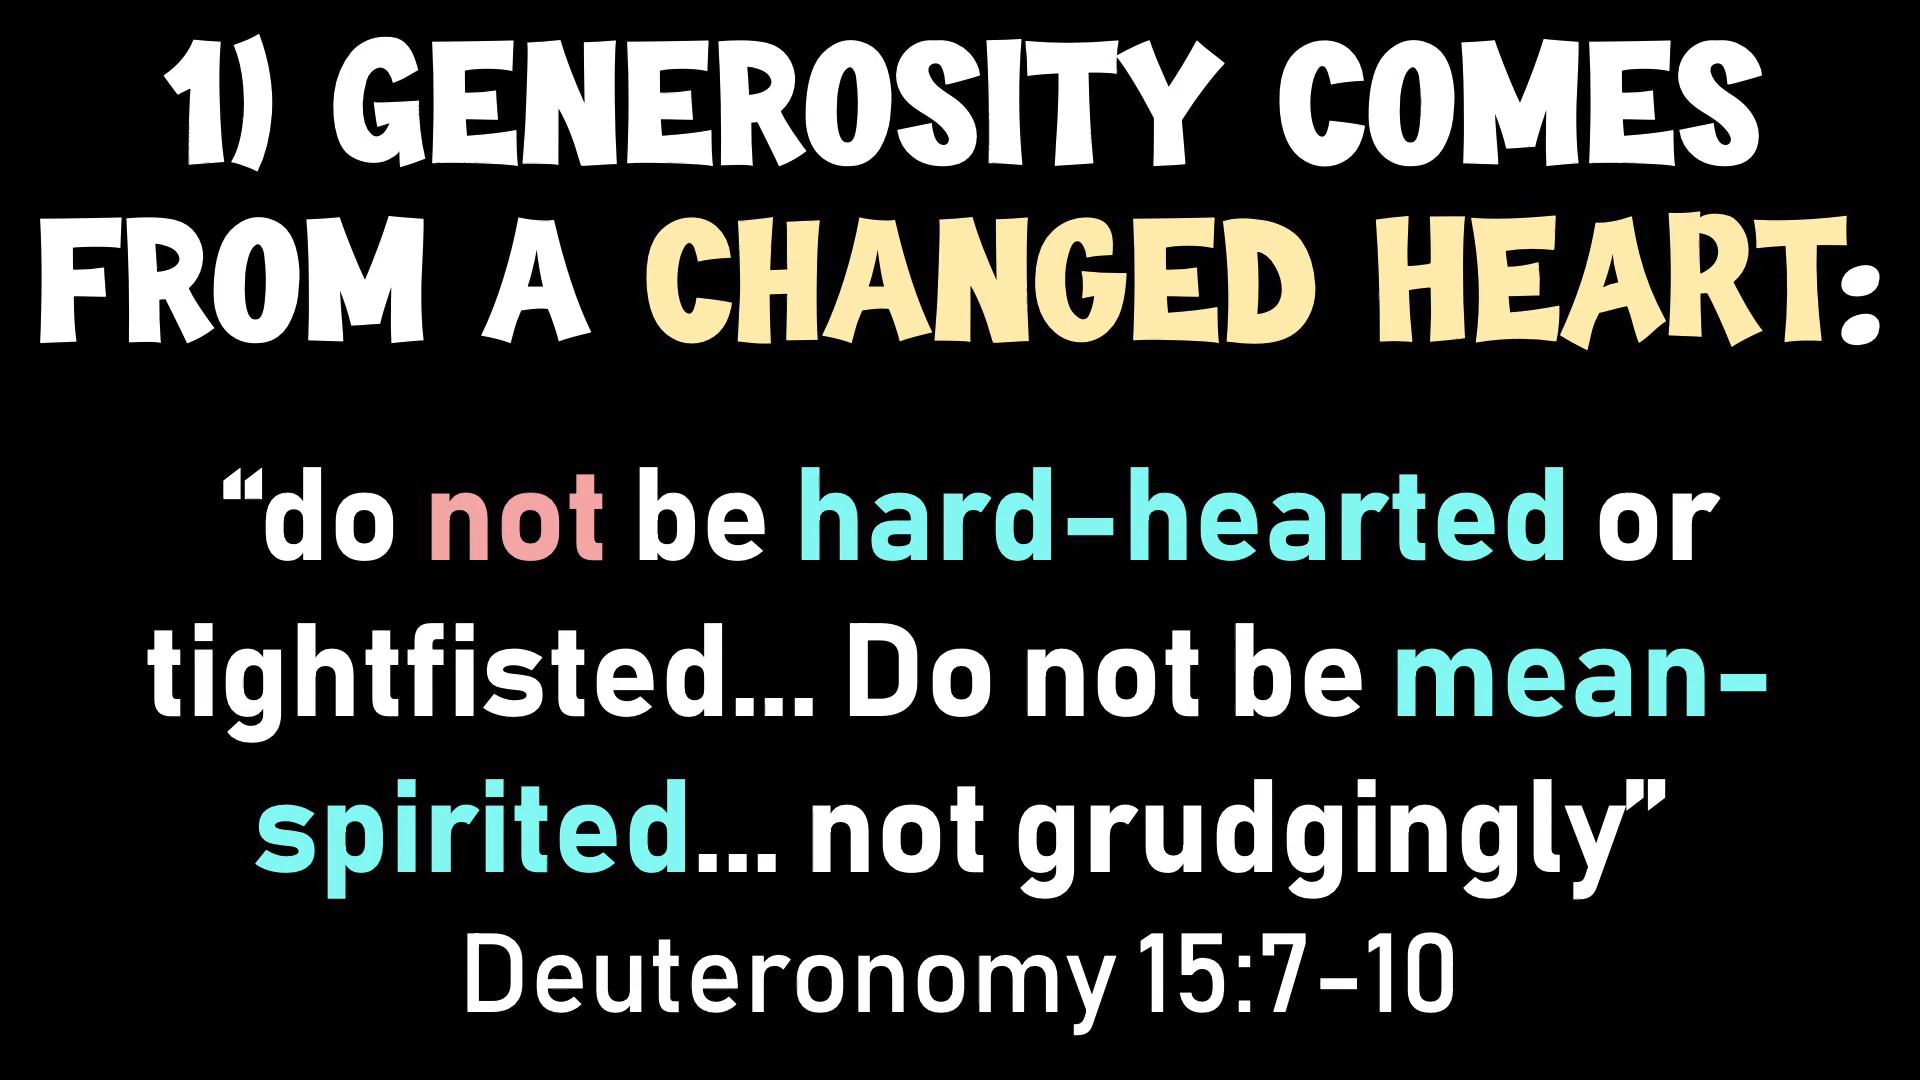 1) GENEROSITY COMES
FROM A CHANGED HEART:
“do not be hard-hearted or
tightfisted... Do not be mean-
spirited... not grudgingly”
Deuteronomy 15:7-10